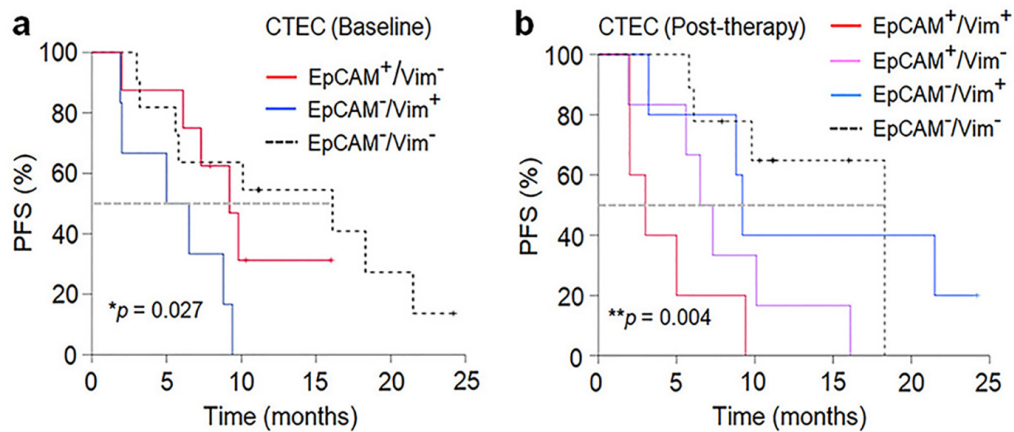 a
CTEC (Baseline)
EpCAM⁺/Vim⁻
EpCAM⁻/Vim⁺
EpCAM⁻/Vim⁻
PFS (%)
100
80
60
40
20
0
*p = 0.027
0 5 10 15 20 25
Time (months)
b
CTEC (Post-therapy)
EpCAM⁺/Vim⁺
EpCAM⁺/Vim⁻
EpCAM⁻/Vim⁺
EpCAM⁻/Vim⁻
PFS (%)
100
80
60
40
20
0
**p = 0.004
0 5 10 15 20 25
Time (months)